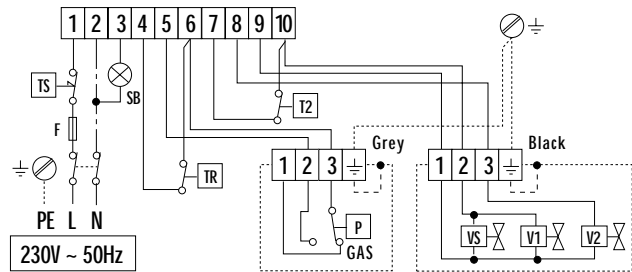 1 2 3 4 5 6 7 8 9 10
TS
SB
T2
F
Grey
Black
1 2 3
1 2 3
TR
P
GAS
VS V1 V2
PE L N
230V ~ 50Hz